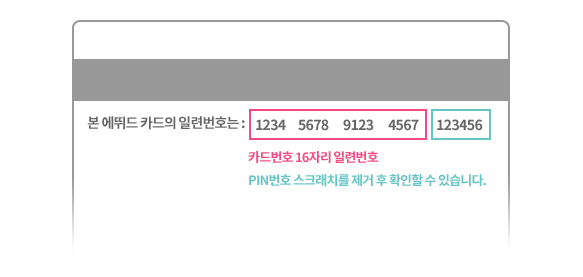 본 에뛰드 카드의 일련번호는 : 1234 5678 9123 4567 123456
카드번호 16자리 일련번호
PIN번호 스크래치를 제거 후 확인할 수 있습니다.